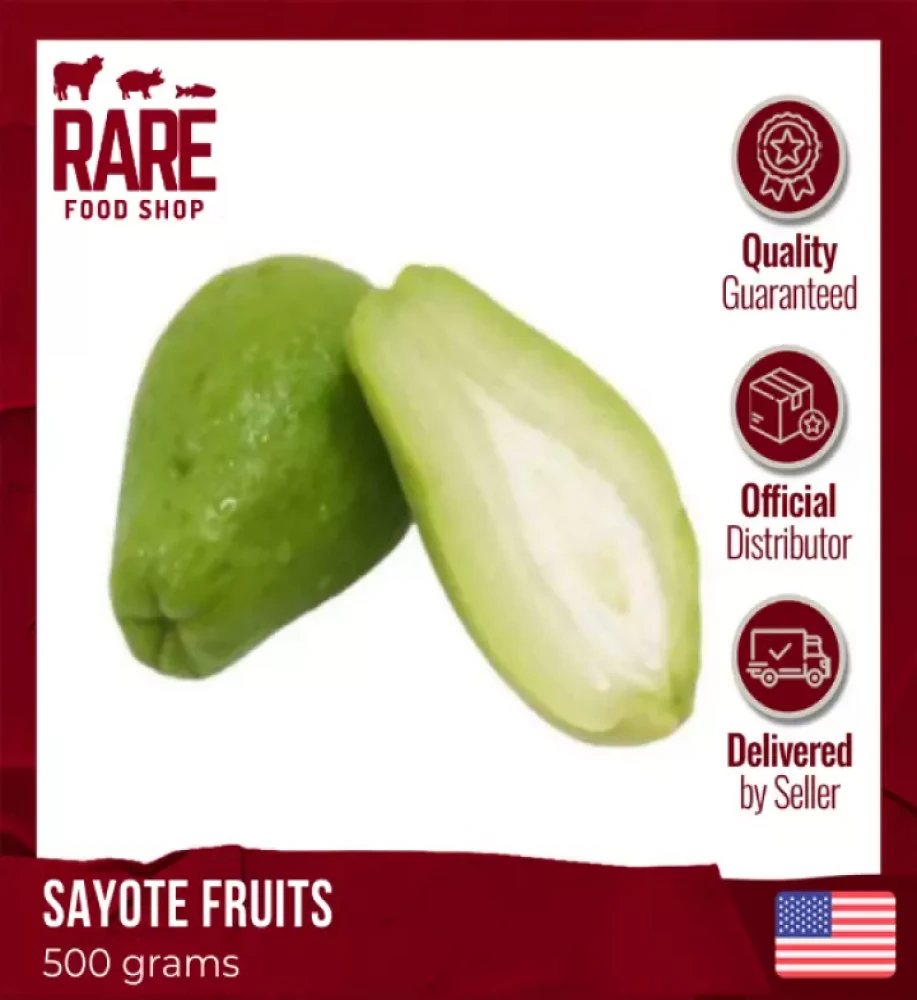 RARE
FOOD SHOP
Quality
Guaranteed
Official
Distributor
Delivered
by Seller
SAYOTE FRUITS
500 grams